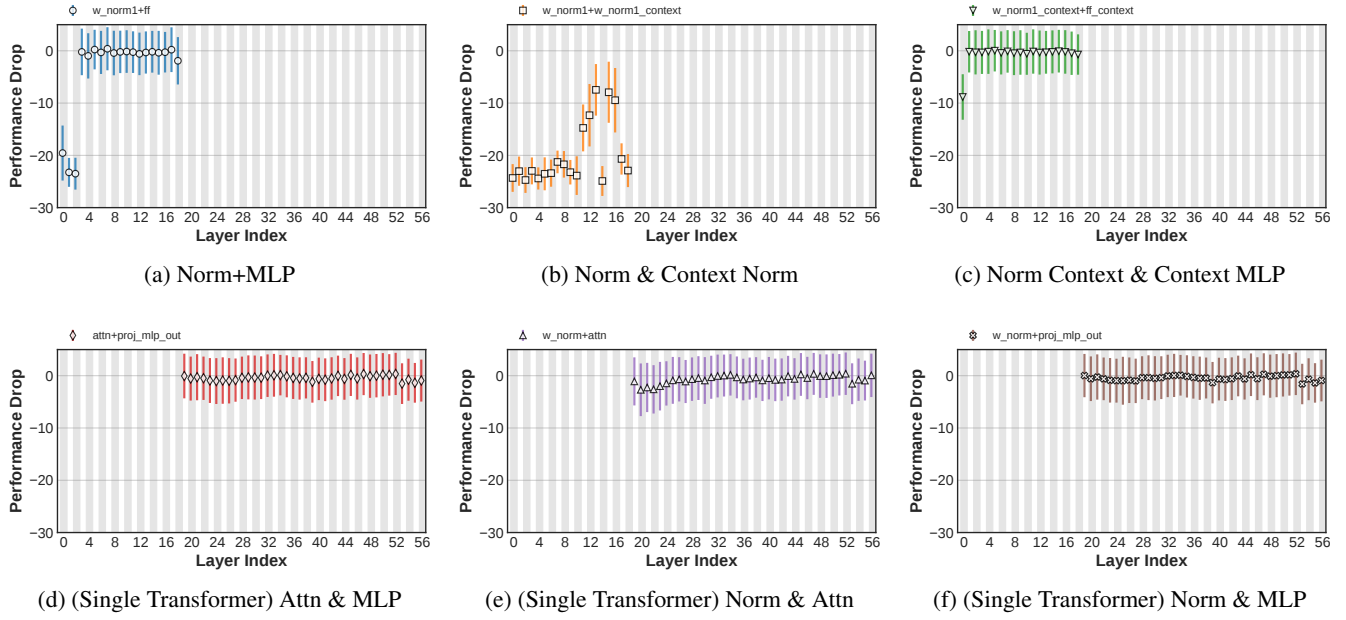 w_norm1+ff
Performance Drop
0
−10
−20
−30
0 4 8 12 16 20 24 28 32 36 40 44 48 52 56
Layer Index
(a) Norm+MLP
w_norm1+w_norm1_context
Performance Drop
0
−10
−20
−30
0 4 8 12 16 20 24 28 32 36 40 44 48 52 56
Layer Index
(b) Norm & Context Norm
w_norm1_context+ff_context
Performance Drop
0
−10
−20
−30
0 4 8 12 16 20 24 28 32 36 40 44 48 52 56
Layer Index
(c) Norm Context & Context MLP
attn+proj_mlp_out
Performance Drop
0
−10
−20
−30
0 4 8 12 16 20 24 28 32 36 40 44 48 52 56
Layer Index
(d) (Single Transformer) Attn & MLP
w_norm+attn
Performance Drop
0
−10
−20
−30
0 4 8 12 16 20 24 28 32 36 40 44 48 52 56
Layer Index
(e) (Single Transformer) Norm & Attn
w_norm+proj_mlp_out
Performance Drop
0
−10
−20
−30
0 4 8 12 16 20 24 28 32 36 40 44 48 52 56
Layer Index
(f) (Single Transformer) Norm & MLP